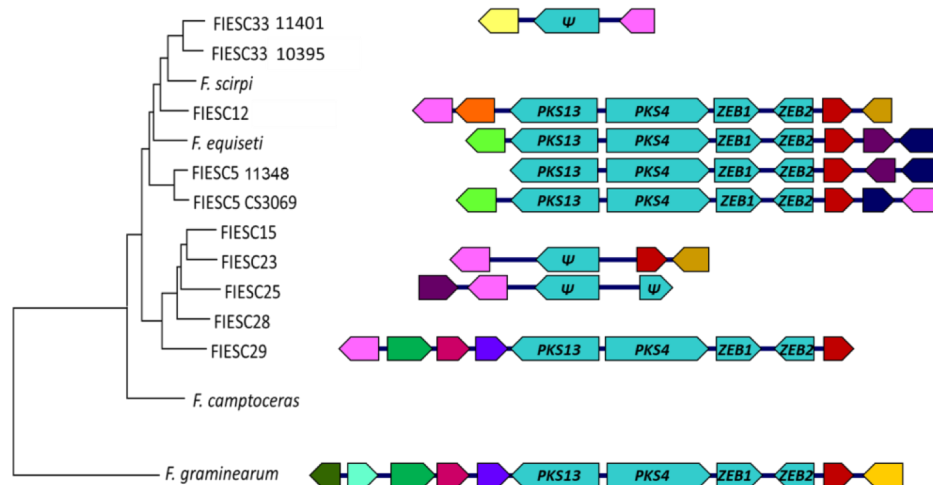 FIESC33 11401 ψ
FIESC33 10395
F. scirpi
FIESC12 PKS13 PKS4 ZEB1 ZEB2
F. equiseti PKS13 PKS4 ZEB1 ZEB2
FIESC5 11348 PKS13 PKS4 ZEB1 ZEB2
FIESC5 CS3069 PKS13 PKS4 ZEB1 ZEB2
FIESC15
FIESC23 ψ
FIESC25 ψ ψ
FIESC28
FIESC29 PKS13 PKS4 ZEB1 ZEB2
F. camptoceras
F. graminearum PKS13 PKS4 ZEB1 ZEB2